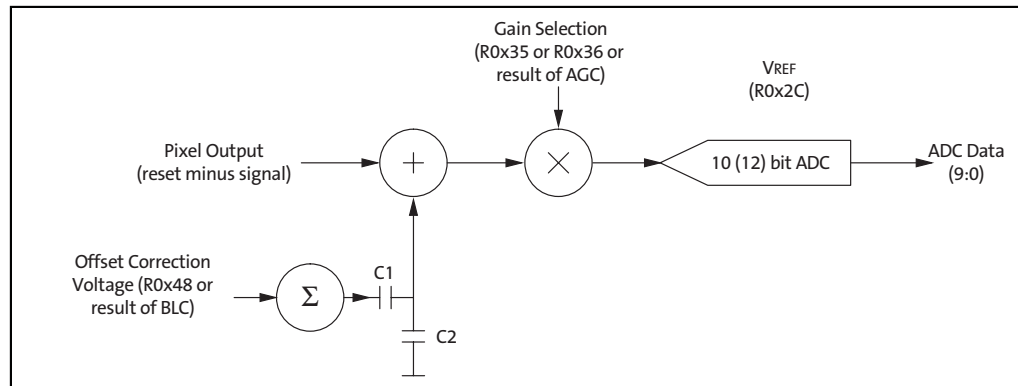 Gain Selection
(R0x35 or R0x36 or
result of AGC)
VREF
(R0x2C)
Pixel Output
(reset minus signal)
+
×
10 (12) bit ADC
ADC Data
(9:0)
Offset Correction
Voltage (R0x48 or
result of BLC)
Σ
C1
C2